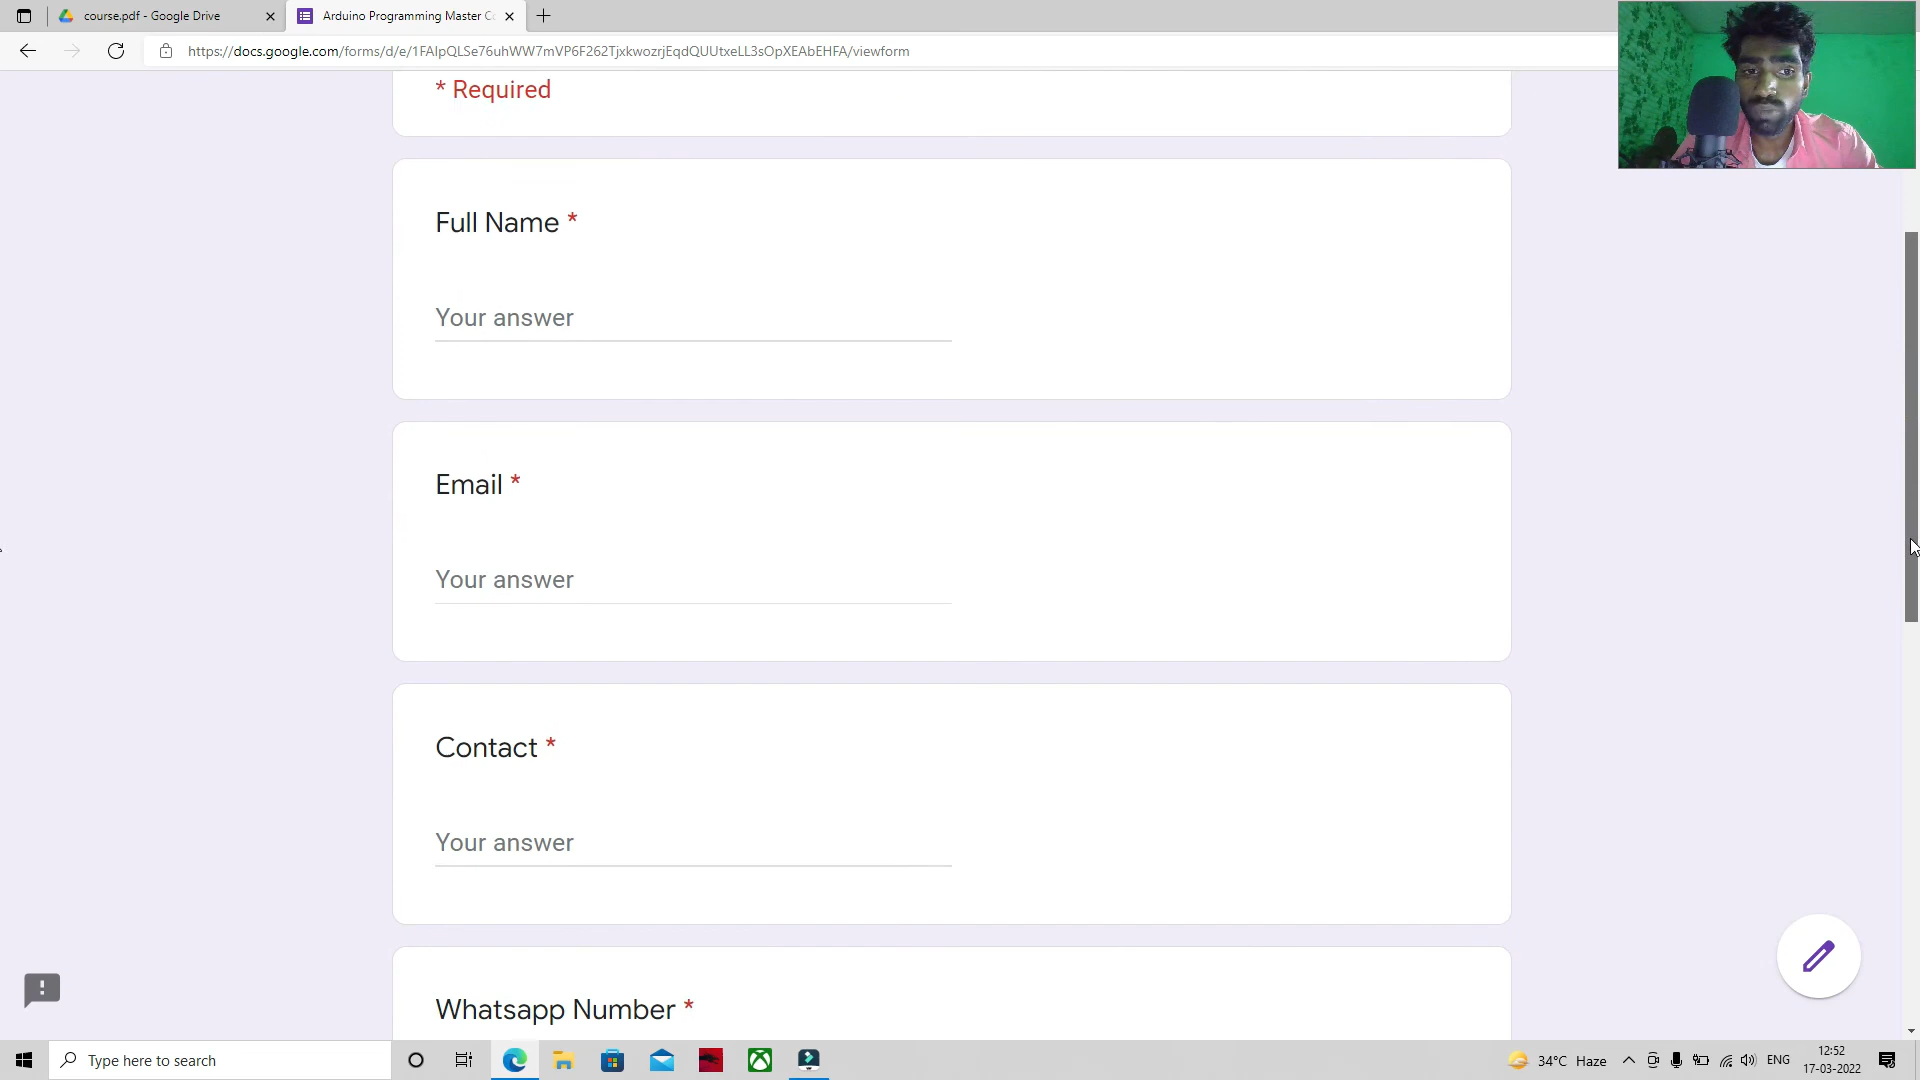 course.pdf - Google Drive
Arduino Programming Master C
https://docs.google.com/forms/d/e/1FAIpQLSe76uhWW7mVP6F262TjxkwozrjEqdQUUtxeLL3sOpXEAbEHFA/viewform
* Required
Full Name *
Your answer
Email *
Your answer
Contact *
Your answer
Whatsapp Number *
Type here to search
34°C Haze
ENG
12:52
17-03-2022